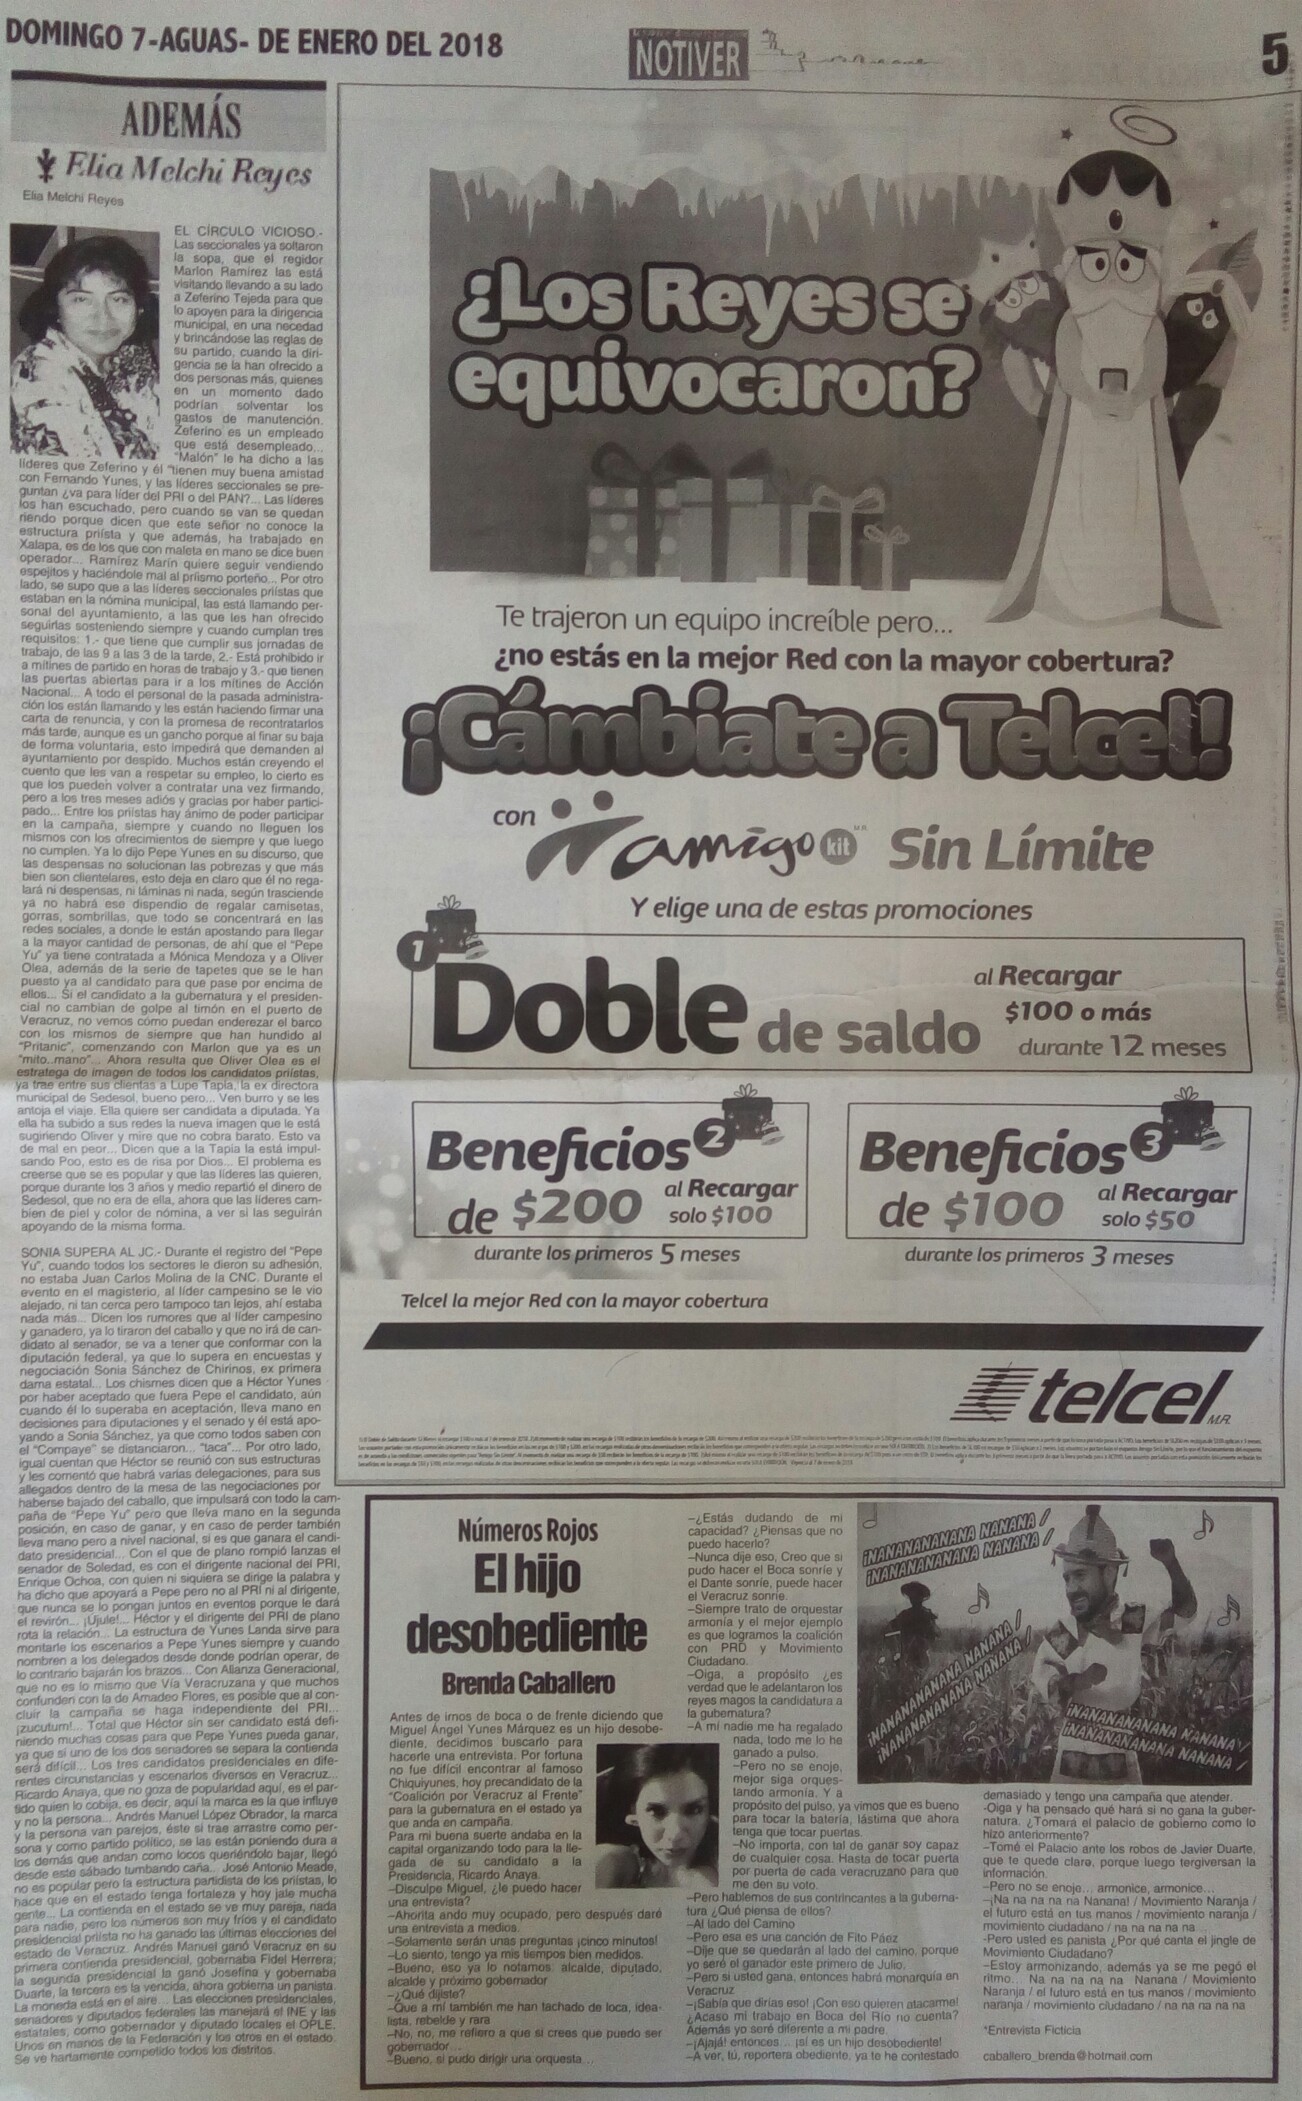 DOMINGO 7-AGUAS- DE ENERO DEL 2018
NOTIVER
5
ADEMÁS
Elia Melchi Reyes
Elia Melchi Reyes
EL CÍRCULO VICIOSO.-
Las seccionales ya soltaron
la sopa, que el regidor
Marlon Ramírez las está
visitando llevando a su lado
a Zeferino Tejeda para que
lo apoyen para la dirigencia
municipal, en una necedad
y brincándose las reglas de
su partido, cuando la diri-
gencia se la han ofrecido a
dos personas más, quienes
en un momento dado
podrían solventar los
gastos de manutención.
Zeferino es un empleado
que está desempleado...
"Malón" le ha dicho a las
líderes que Zeferino y él "tienen muy buena amistad
con Fernando Yunes, y las líderes seccionales se pre-
guntan ¿va para líder del PRI o del PAN?... Las líderes
los han escuchado, pero cuando se van se quedan
riendo porque dicen que este señor no conoce la
estructura priísta y que además, ha trabajado en
Xalapa, es de los que con maleta en mano se dice buen
operador... Ramírez Marín quiere seguir vendiendo
espejitos y haciéndole mal al priismo porteño... Por otro
lado, se supo que a las líderes seccionales priístas que
estaban en la nómina municipal, las está llamando per-
sonal del ayuntamiento, a las que les han ofrecido
seguirlas sosteniendo siempre y cuando cumplan tres
requisitos: 1.- que tiene que cumplir sus jornadas de
trabajo, de las 9 a las 3 de la tarde, 2.- Está prohibido ir
a mítines de partido en horas de trabajo y 3.- que tienen
las puertas abiertas para ir a los mítines de Acción
Nacional... A todo el personal de la pasada administra-
ción los están llamando y les están haciendo firmar una
carta de renuncia, y con la promesa de recontratarlos
más tarde, aunque es un gancho porque al finar su baja
de forma voluntaria, esto impedirá que demanden al
ayuntamiento por despido. Muchos están creyendo el
cuento que les van a respetar su empleo, lo cierto es
que los pueden volver a contratar una vez firmando,
pero a los tres meses adiós y gracias por haber partici-
pado... Entre los priístas hay ánimo de poder participar
en la campaña, siempre y cuando no lleguen los
mismos con los ofrecimientos de siempre y que luego
no cumplen. Ya lo dijo Pepe Yunes en su discurso, que
las despensas no solucionan las pobrezas y que más
bien son clientelares, esto deja en claro que él no rega-
lará ni despensas, ni láminas ni nada, según trasciende
ya no habrá ese dispendio de regalar camisetas,
gorras, sombrillas, que todo se concentrará en las
redes sociales, a donde le están apostando para llegar
a la mayor cantidad de personas, de ahí que el "Pepe
Yu" ya tiene contratada a Mónica Mendoza y a Oliver
Olea, además de la serie de tapetes que se le han
puesto ya al candidato para que pase por encima de
ellos... Si el candidato a la gubernatura y el presiden-
cial no cambian de golpe al timón en el puerto de
Veracruz, no vemos cómo puedan enderezar el barco
con los mismos de siempre que han hundido al
"Pritanic", comenzando con Marlon que ya es un
"mito..mano"... Ahora resulta que Oliver Olea es el
estratega de imagen de todos los candidatos priístas,
ya trae entre sus clientas a Lupe Tapia, la ex directora
municipal de Sedesol, bueno pero... Ven burro y se les
antoja el viaje. Ella quiere ser candidata a diputada. Ya
ella ha subido a sus redes la nueva imagen que le está
sugiriendo Oliver y mire que no cobra barato. Esto va
de mal en peor... Dicen que a la Tapia la está impul-
sando Poo, esto es de risa por Dios... El problema es
creerse que se es popular y que las líderes las quieren,
porque durante los 3 años y medio repartió el dinero de
Sedesol, que no era de ella, ahora que las líderes cam-
bien de piel y color de nómina, a ver si las seguirán
apoyando de la misma forma.
SONIA SUPERA AL JC.- Durante el registro del "Pepe
Yu", cuando todos los sectores le dieron su adhesión,
no estaba Juan Carlos Molina de la CNC. Durante el
evento en el magisterio, al líder campesino se le vio
alejado, ni tan cerca pero tampoco tan lejos, ahí estaba
nada más... Dicen los rumores que al líder campesino
y ganadero, ya lo tiraron del caballo y que no irá de can-
didato al senador, se va a tener que conformar con la
diputación federal, ya que lo supera en encuestas y
negociación Sonia Sánchez de Chirinos, ex primera
dama estatal... Los chismes dicen que a Héctor Yunes
por haber aceptado que fuera Pepe el candidato, aún
cuando él lo superaba en aceptación, lleva mano en
decisiones para diputaciones y el senado y él está apo-
yando a Sonia Sánchez, ya que como todos saben con
el "Compaye" se distanciaron... "taca"... Por otro lado,
igual cuentan que Héctor se reunió con sus estructuras
y les comentó que habrá varias delegaciones, para sus
allegados dentro de la mesa de las negociaciones por
haberse bajado del caballo, que impulsará con todo la cam-
paña de "Pepe Yu" pero que lleva mano en la segunda
posición, en caso de ganar, y en caso de perder también
lleva mano pero a nivel nacional, si es que ganara el candi-
dato presidencial... Con el que de plano rompió lanzas el
senador de Soledad, es con el dirigente nacional del PRI,
Enrique Ochoa, con quien ni siquiera se dirige la palabra y
ha dicho que apoyará a Pepe pero no al PRI ni al dirigente,
que nunca se lo pongan juntos en eventos porque le dará
el revirón... ¡Újule!... Héctor y el dirigente del PRI de plano
rota la relación... La estructura de Yunes Landa sirve para
montarle los escenarios a Pepe Yunes siempre y cuando
nombren a los delegados desde donde podrían operar, de
lo contrario bajarán los brazos... Con Alianza Generacional,
que no es lo mismo que Vía Veracruzana y que muchos
confunden con la de Amadeo Flores, es posible que al con-
cluir la campaña se haga independiente del PRI...
¡zucutum!... Total que Héctor sin ser candidato está defi-
niendo muchas cosas para que Pepe Yunes pueda ganar,
ya que si uno de los dos senadores se separa la contienda
será difícil... Los tres candidatos presidenciales en dife-
rentes circunstancias y escenarios diversos en Veracruz...
Ricardo Anaya, que no goza de popularidad aquí, es el par-
tido quien lo cobija, es decir, aquí la marca es la que influye
y no la persona... Andrés Manuel López Obrador, la marca
y la persona van parejos, éste sí trae arrastre como per-
sona y como partido político, se las están poniendo dura a
los demás que andan como locos queriéndolo bajar, llegó
desde este sábado tumbando caña... José Antonio Meade,
no es popular pero la estructura partidista de los priístas, lo
hace que en el estado tenga fortaleza y hoy jale mucha
gente... La contienda en el estado se ve muy pareja, nada
para nadie, pero los números son muy fríos y el candidato
presidencial priísta no ha ganado las últimas elecciones del
estado de Veracruz. Andrés Manuel ganó Veracruz en su
primera contienda presidencial, gobernaba Fidel Herrera;
la segunda presidencial la ganó Josefina y gobernaba
Duarte, la tercera es la vencida, ahora gobierna un panista.
La moneda está en el aire... Las elecciones presidenciales,
senadores y diputados federales las manejará el INE y las
estatales, como gobernador y diputado locales el OPLE.
Unos en manos de la Federación y los otros en el estado.
Se ve hartamente competido todos los distritos.
¿Los Reyes se
equivocaron?
Te trajeron un equipo increíble pero...
¿no estás en la mejor Red con la mayor cobertura?
¡Cámbiate a Telcel!
con amigo kit MR Sin Límite
Y elige una de estas promociones
1
Doble de saldo
al Recargar
$100 o más
durante 12 meses
Beneficios 2
de $200
al Recargar
solo $100
durante los primeros 5 meses
Beneficios 3
de $100
al Recargar
solo $50
durante los primeros 3 meses
Telcel la mejor Red con la mayor cobertura
telcel M.R.
Números Rojos
El hijo
desobediente
Brenda Caballero
Antes de irnos de boca o de frente diciendo que
Miguel Ángel Yunes Márquez es un hijo desobe-
diente, decidimos buscarlo para
hacerle una entrevista. Por fortuna
no fue difícil encontrar al famoso
Chiquiyunes, hoy precandidato de la
"Coalición por Veracruz al Frente"
para la gubernatura en el estado ya
que anda en campaña.
Para mi buena suerte andaba en la
capital organizando todo para la lle-
gada de su candidato a la
Presidencia, Ricardo Anaya.
–Disculpe Miguel, ¿le puedo hacer
una entrevista?
–Ahorita ando muy ocupado, pero después daré
una entrevista a medios.
–Solamente serán unas preguntas ¡cinco minutos!
–Lo siento, tengo ya mis tiempos bien medidos.
–Bueno, eso ya lo notamos: alcalde, diputado,
alcalde y próximo gobernador
–¿Qué dijiste?
–Que a mí también me han tachado de loca, idea-
lista, rebelde y rara
–No, no, me refiero a que si crees que puedo ser
gobernador...
–Bueno, si pudo dirigir una orquesta...
–¿Estás dudando de mi
capacidad? ¿Piensas que no
puedo hacerlo?
–Nunca dije eso, Creo que si
pudo hacer el Boca sonríe y
el Dante sonríe, puede hacer
el Veracruz sonríe.
–Siempre trato de orquestar
armonía y el mejor ejemplo
es que logramos la coalición
con PRD y Movimiento
Ciudadano.
–Oiga, a propósito ¿es
verdad que le adelantaron los
reyes magos la candidatura a
la gubernatura?
–A mí nadie me ha regalado
nada, todo me lo he
ganado a pulso.
–Pero no se enoje,
mejor siga orques-
tando armonía. Y a
propósito del pulso, ya vimos que es bueno
para tocar la batería, lástima que ahora
tenga que tocar puertas.
–No importa, con tal de ganar soy capaz
de cualquier cosa. Hasta de tocar puerta
por puerta de cada veracruzano para que
me den su voto.
–Pero hablemos de sus contrincantes a la guberna-
tura ¿Qué piensa de ellos?
–Al lado del Camino
–Pero esa es una canción de Fito Páez
–Dije que se quedarán al lado del camino, porque
yo seré el ganador este primero de Julio.
–Pero si usted gana, entonces habrá monarquía en
Veracruz
–¡Sabía que dirías eso! ¡Con eso quieren atacarme!
¿Acaso mi trabajo en Boca del Río no cuenta?
Además yo seré diferente a mi padre.
–¡Ajajá! entonces... ¡sí es un hijo desobediente!
–A ver, tú, reportera obediente, ya te he contestado
¡NANANANANANA NANANA /
¡NANANANANANA NANANA /
¡NANANANANANA NANANA /
¡NANANANANANA NANANA /
¡NANANANANANA NANANA /
¡NANANANANANA NANANA /
demasiado y tengo una campaña que atender.
-Oiga y ha pensado qué hará si no gana la guber-
natura. ¿Tomará el palacio de gobierno como lo
hizo anteriormente?
–Tomé el Palacio ante los robos de Javier Duarte,
que te quede claro, porque luego tergiversan la
información.
–Pero no se enoje... armonice, armonice...
–¡Na na na na na Nanana! / Movimiento Naranja /
el futuro está en tus manos / movimiento naranja /
movimiento ciudadano / na na na na na...
-Pero usted es panista ¿Por qué canta el jingle de
Movimiento Ciudadano?
–Estoy armonizando, además ya se me pegó el
ritmo... Na na na na na Nanana / Movimiento
Naranja / el futuro está en tus manos / movimiento
naranja / movimiento ciudadano / na na na na na
*Entrevista Ficticia
caballero_brenda@hotmail.com